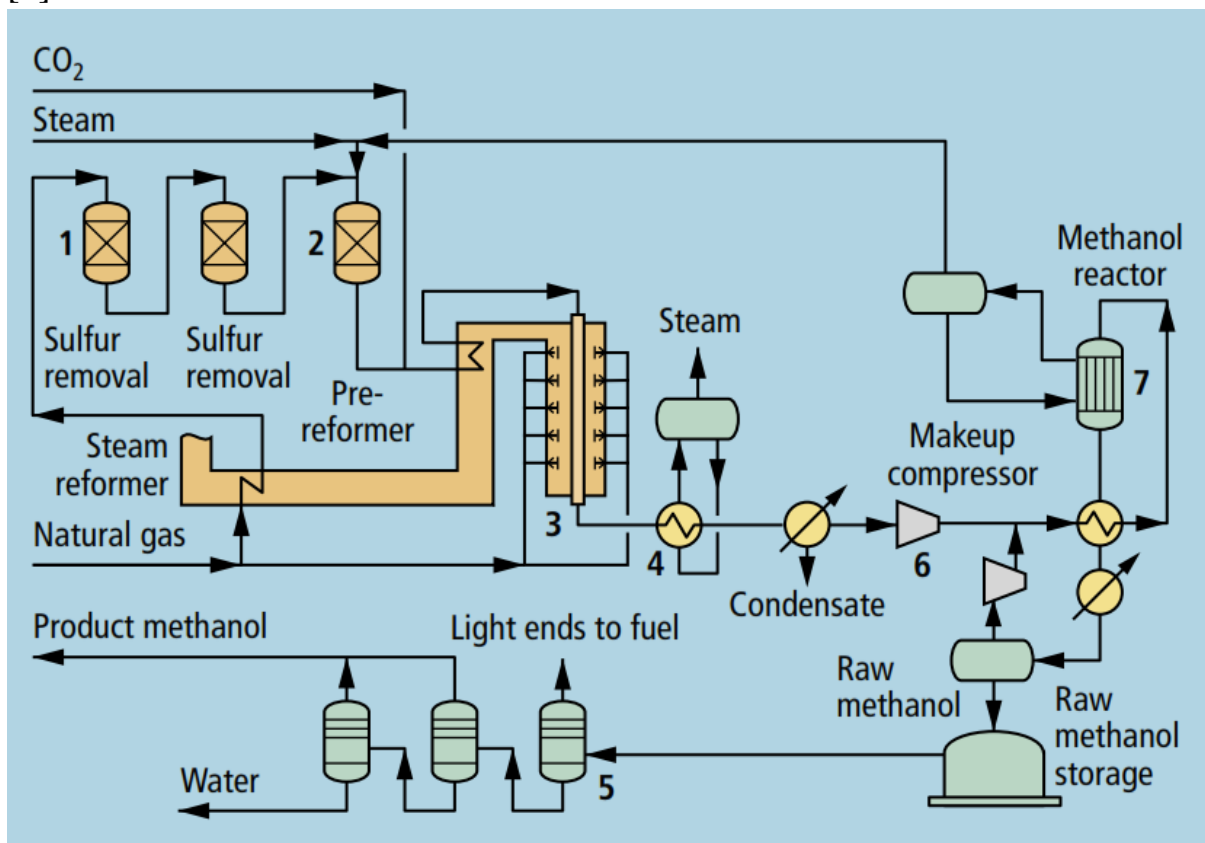 CO2
Steam
1
2
Sulfur
removal
Sulfur
removal
Pre-
reformer
Steam
Methanol
reactor
7
Makeup
compressor
Steam
reformer
3
4
6
Natural gas
Condensate
Product methanol
Light ends to fuel
Raw
methanol
Raw
methanol
storage
5
Water